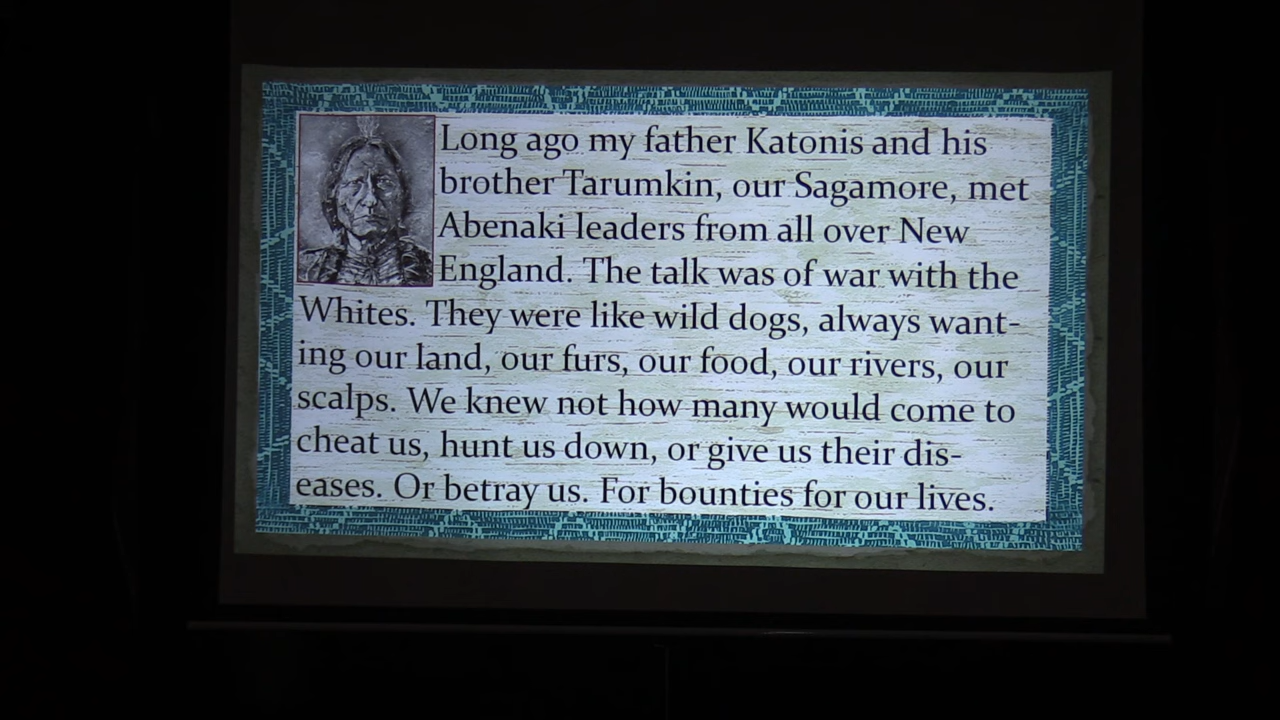 Long ago my father Katonis and his
brother Tarumkin, our Sagamore, met
Abenaki leaders from all over New
England. The talk was of war with the
Whites. They were like wild dogs, always want-
ing our land, our furs, our food, our rivers, our
scalps. We knew not how many would come to
cheat us, hunt us down, or give us their dis-
eases. Or betray us. For bounties for our lives.